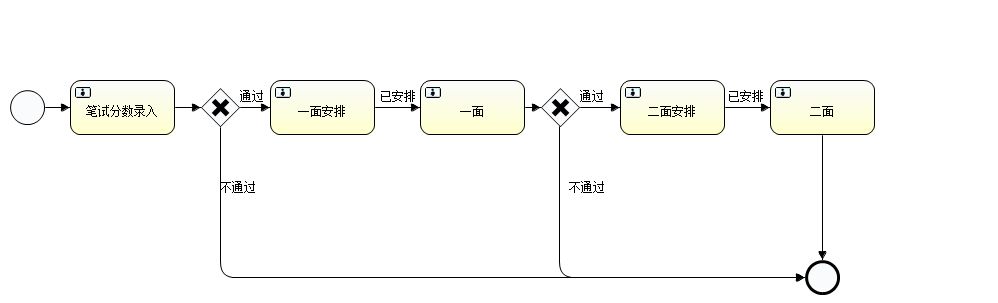 通过
已安排
通过
已安排
笔试分数录入
一面安排
一面
二面安排
二面
不通过
不通过